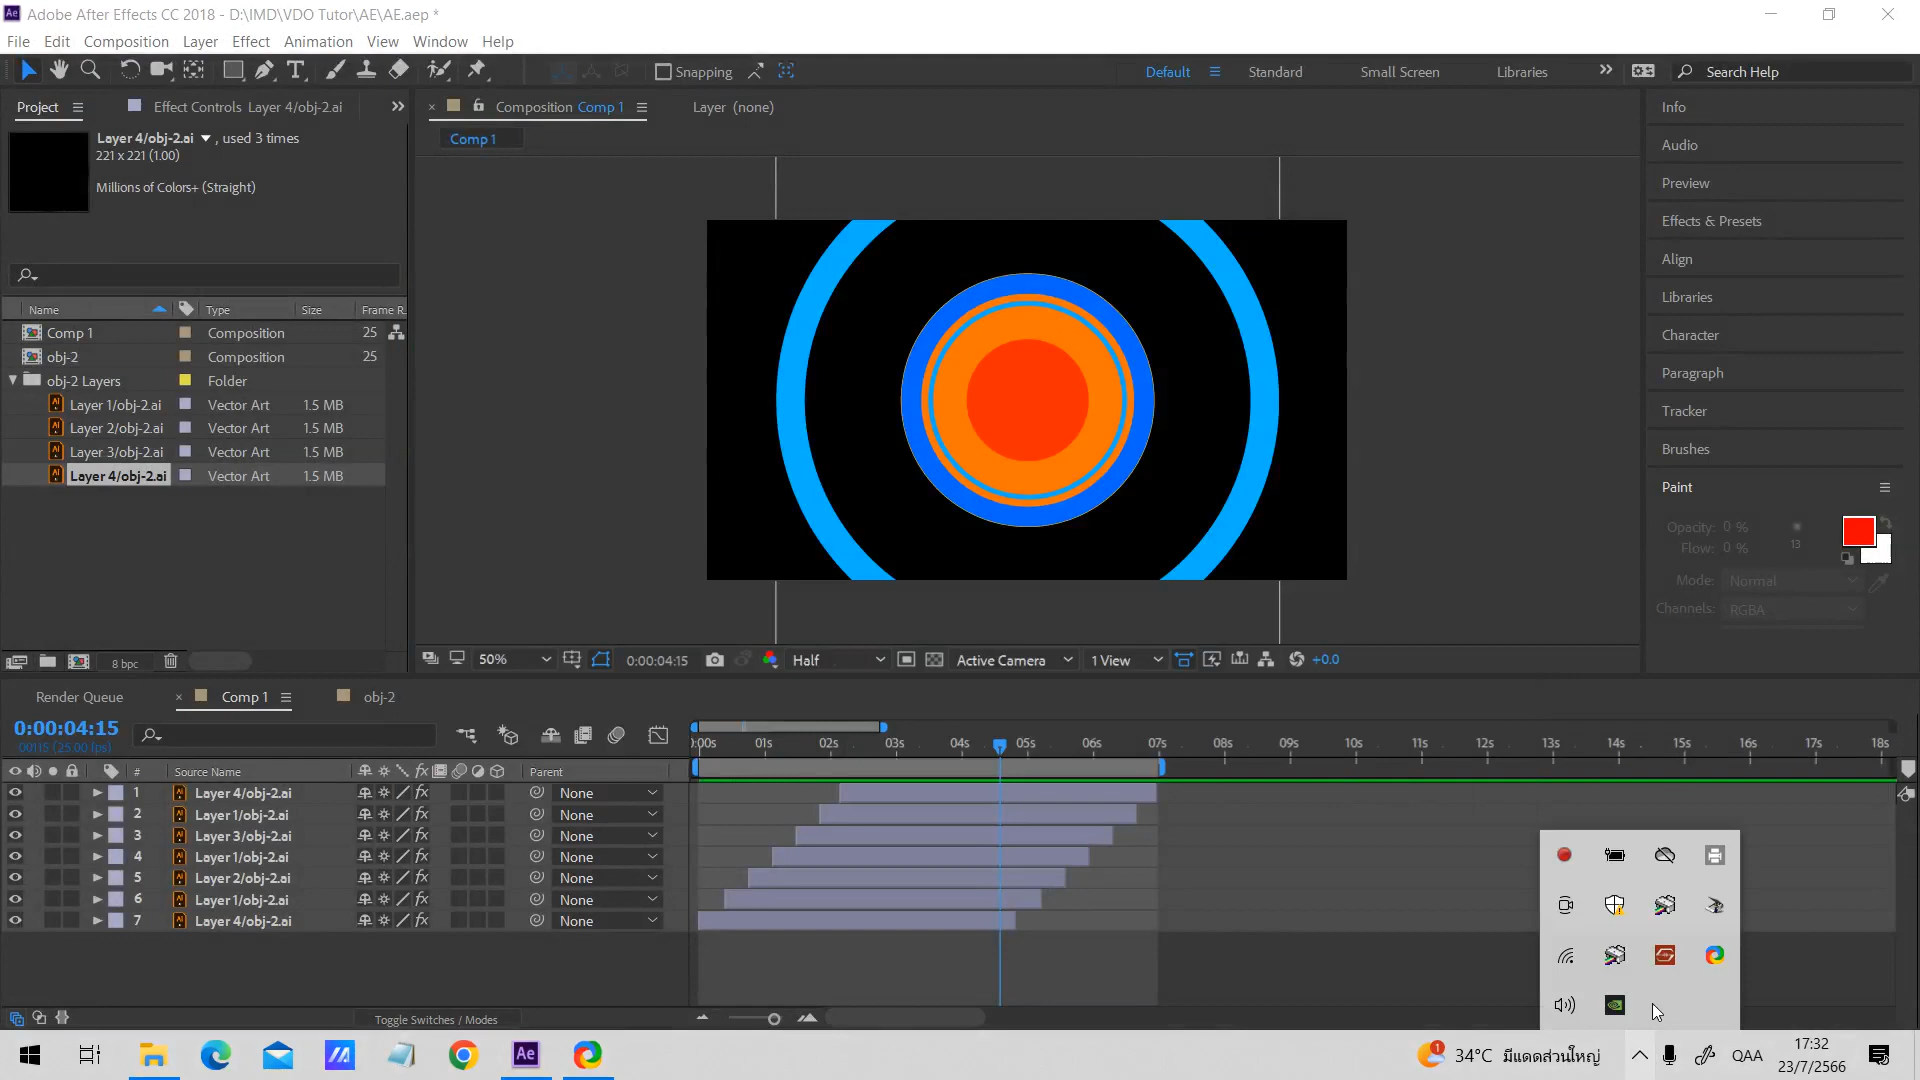 Adobe After Effects CC 2018 - D:\IMD\VDO Tutor\AE\AE.aep *
File Edit Composition Layer Effect Animation View Window Help
Snapping Default Standard Small Screen Libraries Search Help
Project Effect Controls Layer 4/obj-2.ai
Composition Comp 1 Layer (none)
Comp 1
Layer 4/obj-2.ai , used 3 times
221 x 221 (1.00)
Millions of Colors+ (Straight)
Name Type Size Frame R..
Comp 1 Composition 25
obj-2 Composition 25
obj-2 Layers Folder
Layer 1/obj-2.ai Vector Art 1.5 MB
Layer 2/obj-2.ai Vector Art 1.5 MB
Layer 3/obj-2.ai Vector Art 1.5 MB
Layer 4/obj-2.ai Vector Art 1.5 MB
8 bpc
50% 0:00:04:15 Half Active Camera 1 View +0.0
Info
Audio
Preview
Effects & Presets
Align
Libraries
Character
Paragraph
Tracker
Brushes
Paint
Opacity: 0 %
Flow: 0 % 13
Mode: Normal
Channels: RGBA
Render Queue Comp 1 obj-2
0:00:04:15
00115 (25.00 fps)
):00s 01s 02s 03s 04s 05s 06s 07s 08s 09s 10s 11s 12s 13s 14s 15s 16s 17s 18s
# Source Name Parent
1 Layer 4/obj-2.ai None
2 Layer 1/obj-2.ai None
3 Layer 3/obj-2.ai None
4 Layer 1/obj-2.ai None
5 Layer 2/obj-2.ai None
6 Layer 1/obj-2.ai None
7 Layer 4/obj-2.ai None
Toggle Switches / Modes
1 34°C มีแดดส่วนใหญ่ QAA 17:32
23/7/2566